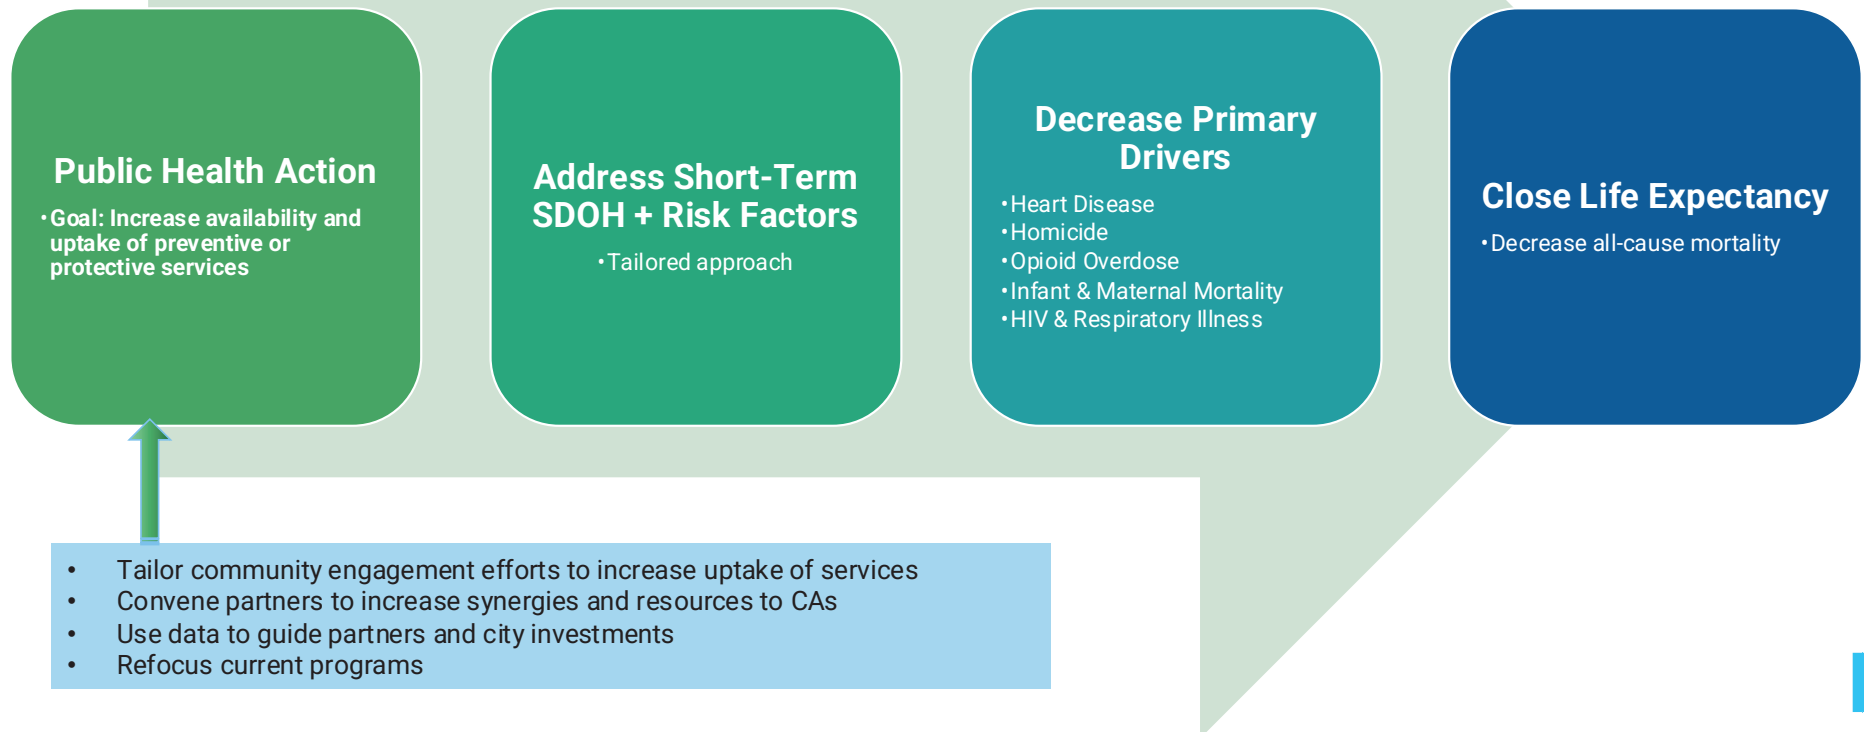 Public Health Action
•Goal: Increase availability and
uptake of preventive or
protective services
Address Short-Term
SDOH + Risk Factors
•Tailored approach
Decrease Primary
Drivers
•Heart Disease
•Homicide
•Opioid Overdose
•Infant & Maternal Mortality
•HIV & Respiratory Illness
Close Life Expectancy
•Decrease all-cause mortality
• Tailor community engagement efforts to increase uptake of services
• Convene partners to increase synergies and resources to CAs
• Use data to guide partners and city investments
• Refocus current programs